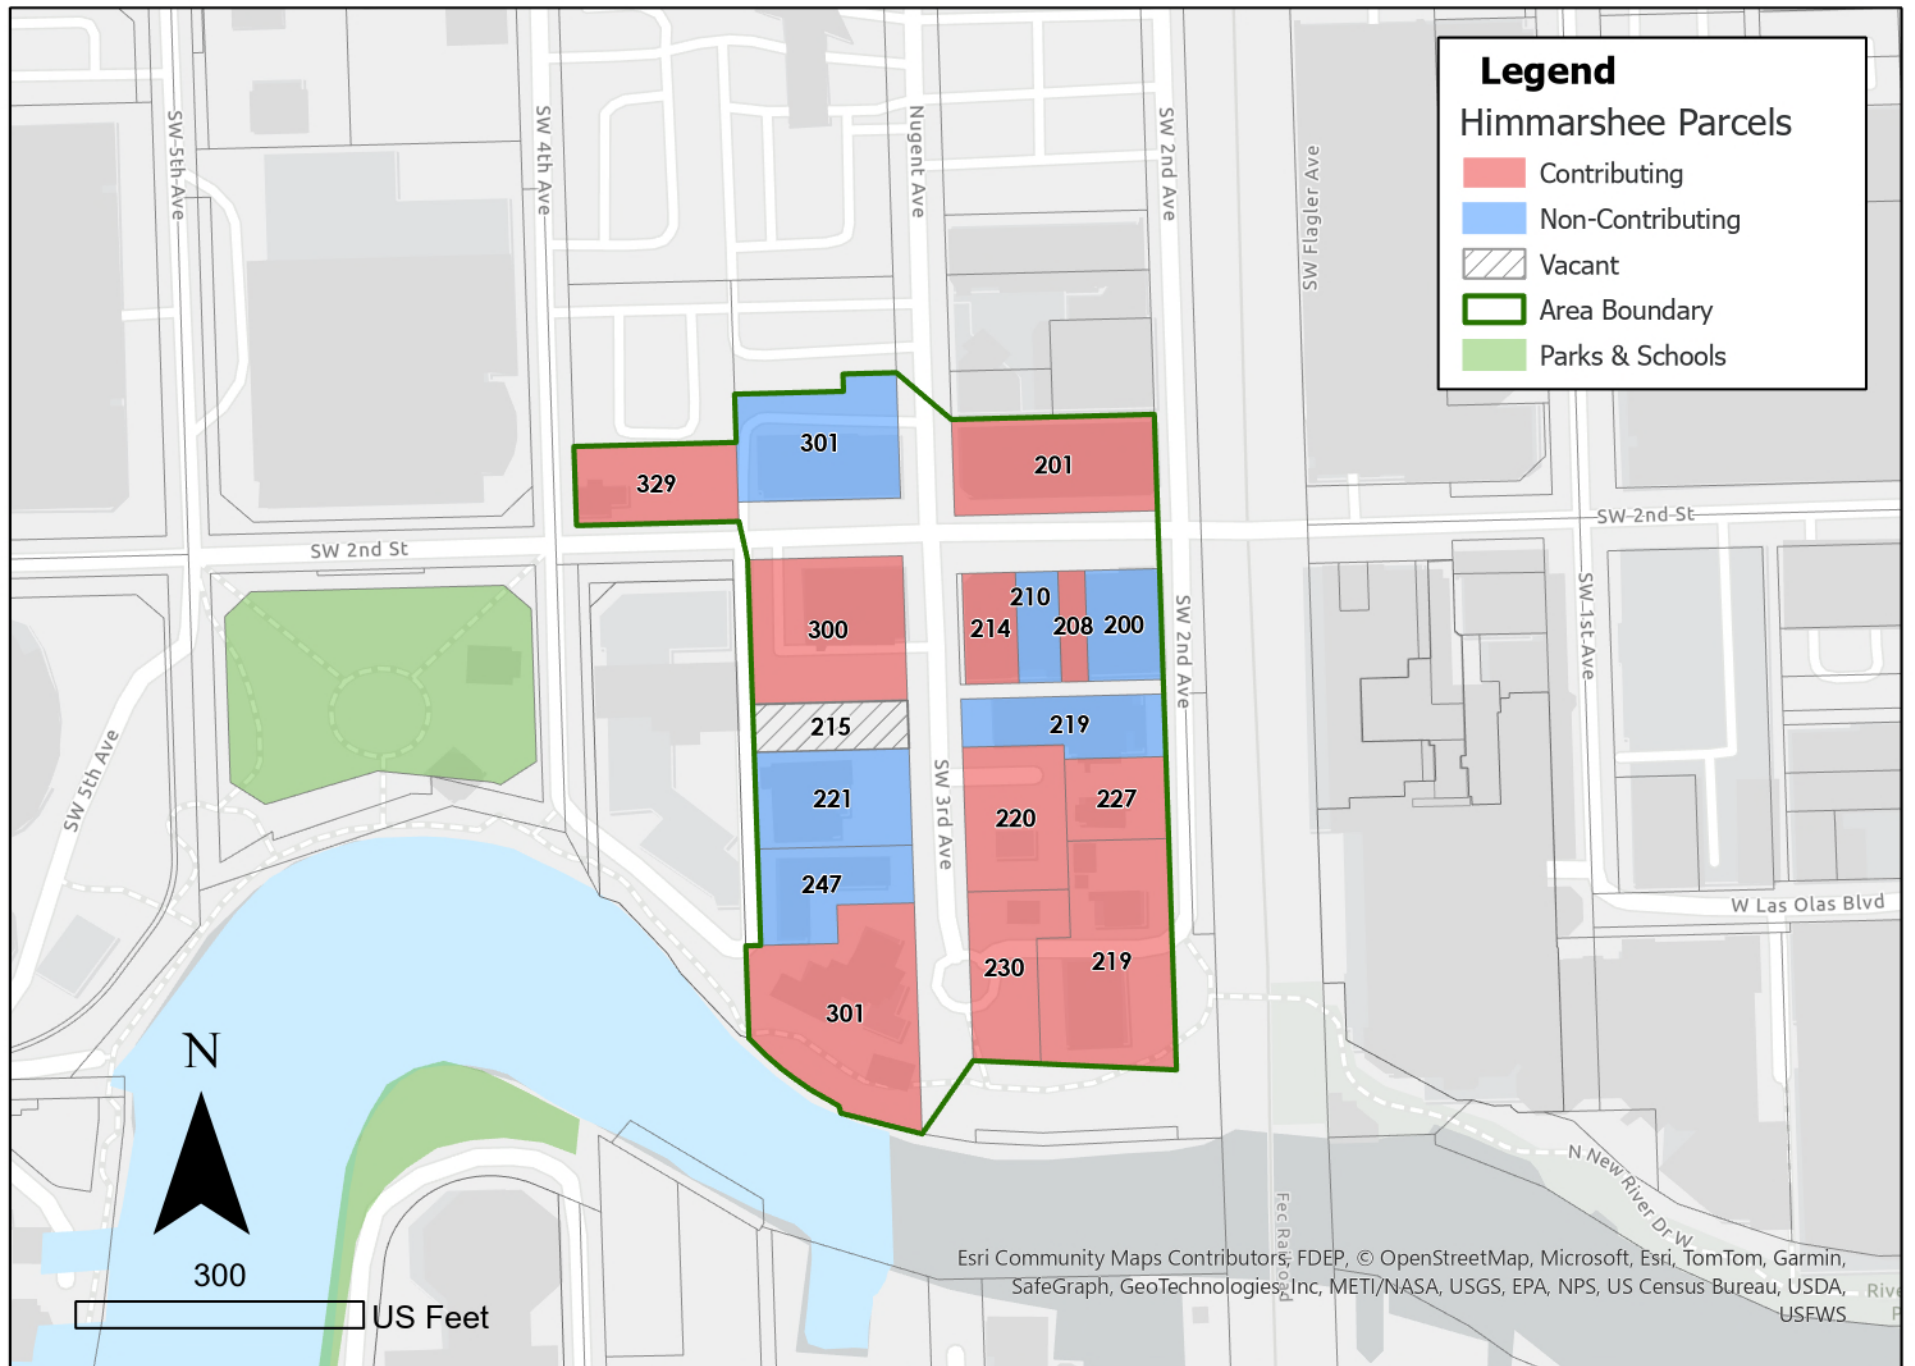 Legend
Himmarshee Parcels
Contributing
Non-Contributing
Vacant
Area Boundary
Parks & Schools
SW 5th Ave
SW 4th Ave
Nugent Ave
SW 2nd Ave
SW Flagler Ave
301
201
329
SW 2nd St
SW 2nd St
300
214
210
208
200
SW 2nd Ave
SW 1st Ave
215
219
SW 5th Ave
221
SW 3rd Ave
220
227
247
W Las Olas Blvd
230
219
301
N
N New River Dr W
Fec Railroad
300
US Feet
Esri Community Maps Contributors, FDEP, © OpenStreetMap, Microsoft, Esri, TomTom, Garmin,
SafeGraph, GeoTechnologies, Inc, METI/NASA, USGS, EPA, NPS, US Census Bureau, USDA,
USFWS